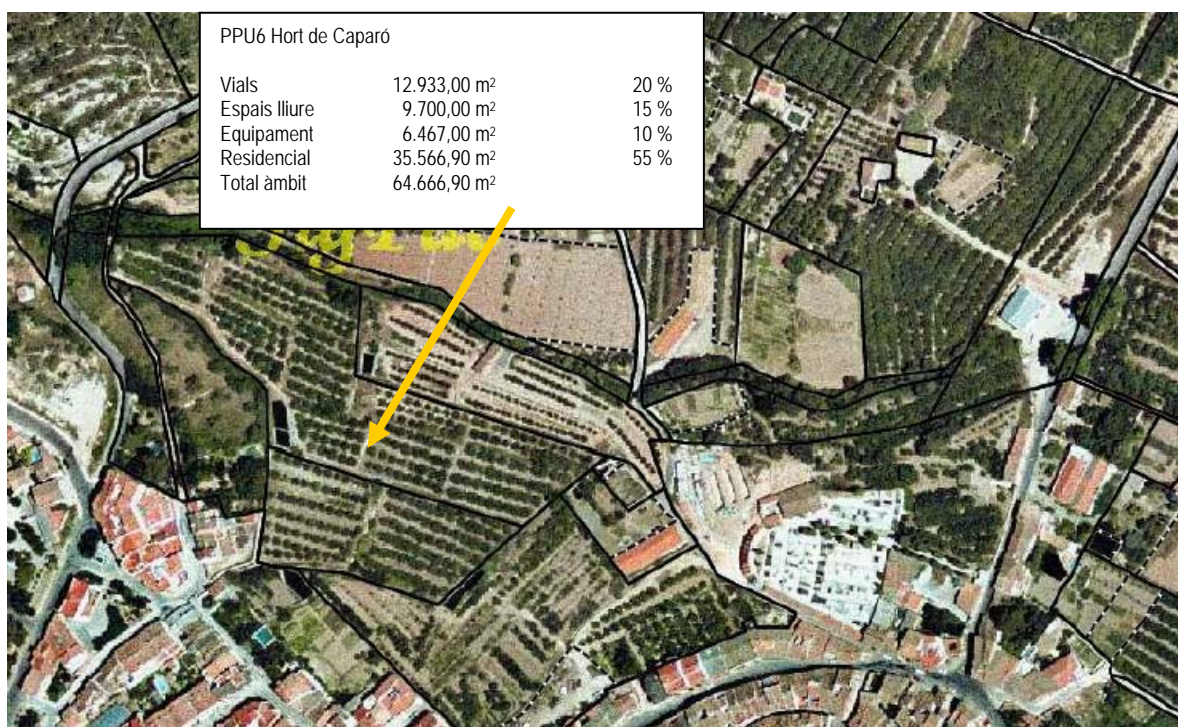 PPU6 Hort de Caparó
Vials 12.933,00 m² 20 %
Espais lliure 9.700,00 m² 15 %
Equipament 6.467,00 m² 10 %
Residencial 35.566,90 m² 55 %
Total àmbit 64.666,90 m²